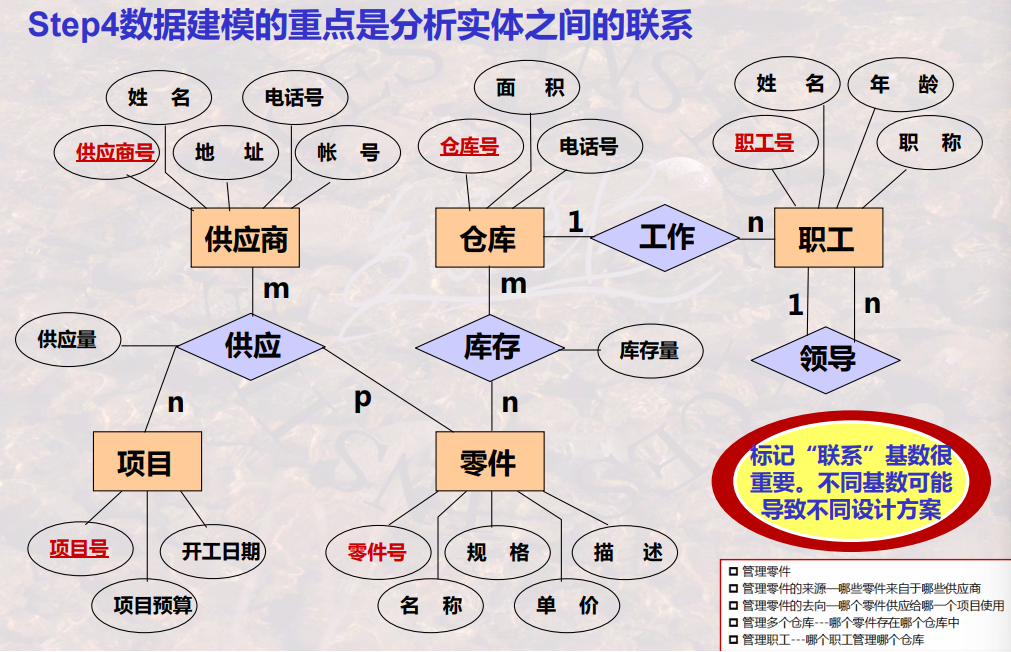 Step4数据建模的重点是分析实体之间的联系
姓 名
电话号
供应商号
地 址
帐 号
面 积
仓库号
电话号
姓 名
年 龄
职工号
职 称
供应商
仓库
1
工作
n
职工
m
m
1
n
供应量
供应
库存
库存量
领导
n
p
n
项目
零件
标记“联系”基数很
重要。不同基数可能
导致不同设计方案
项目号
开工日期
项目预算
零件号
规 格
描 述
名 称
单 价
管理零件
管理零件的来源—哪些零件来自于哪些供应商
管理零件的去向—哪个零件供应给哪一个项目使用
管理多个仓库---哪个零件存在哪个仓库中
管理职工---哪个职工管理哪个仓库